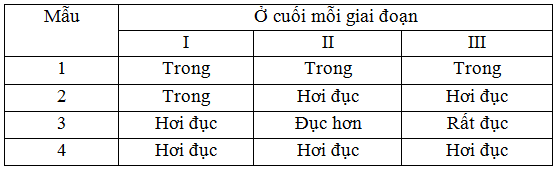 Mẫu Ở cuối mỗi giai đoạn
I II III
1 Trong Trong Trong
2 Trong Hơi đục Hơi đục
3 Hơi đục Đục hơn Rất đục
4 Hơi đục Hơi đục Hơi đục